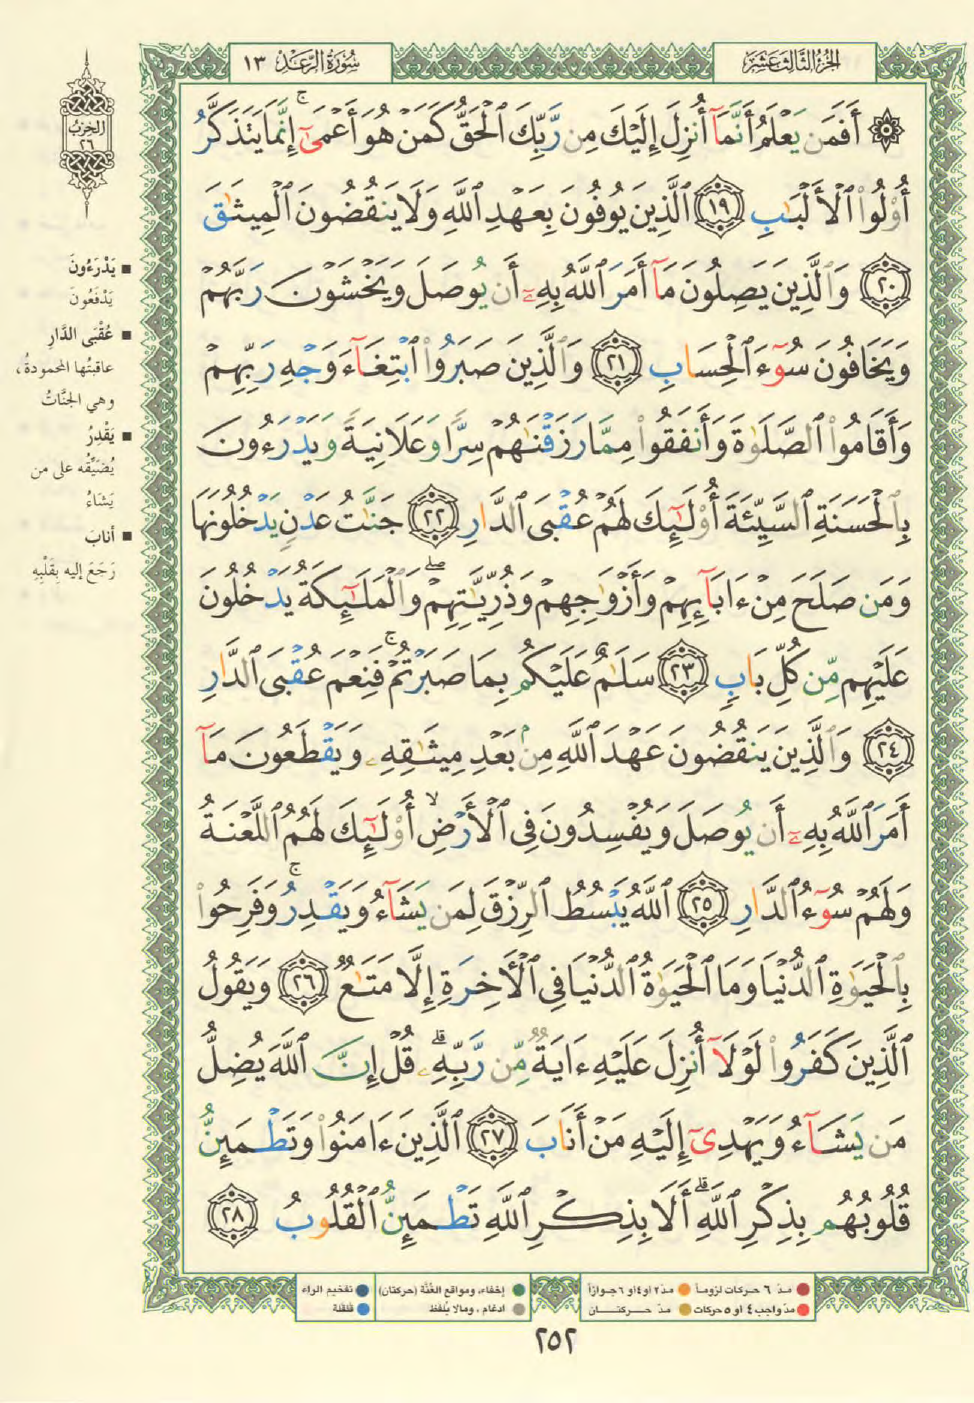 الجزء الثالث عشر
سورة الرعد ١٣
۞ أَفَمَن يَعْلَمُ أَنَّمَآ أُنزِلَ إِلَيْكَ مِن رَّبِّكَ ٱلْحَقُّ كَمَنْ هُوَ أَعْمَىٰٓ ۚ إِنَّمَا يَتَذَكَّرُ
أُو۟لُوا۟ ٱلْأَلْبَـٰبِ ١٩ ٱلَّذِينَ يُوفُونَ بِعَهْدِ ٱللَّهِ وَلَا يَنقُضُونَ ٱلْمِيثَـٰقَ
٢٠ وَٱلَّذِينَ يَصِلُونَ مَآ أَمَرَ ٱللَّهُ بِهِۦٓ أَن يُوصَلَ وَيَخْشَوْنَ رَبَّهُمْ
وَيَخَافُونَ سُوٓءَ ٱلْحِسَابِ ٢١ وَٱلَّذِينَ صَبَرُوا۟ ٱبْتِغَآءَ وَجْهِ رَبِّهِمْ
وَأَقَامُوا۟ ٱلصَّلَوٰةَ وَأَنفَقُوا۟ مِمَّا رَزَقْنَـٰهُمْ سِرًّا وَعَلَانِيَةً وَيَدْرَءُونَ
بِٱلْحَسَنَةِ ٱلسَّيِّئَةَ أُو۟لَـٰٓئِكَ لَهُمْ عُقْبَى ٱلدَّارِ ٢٢ جَنَّـٰتُ عَدْنٍ يَدْخُلُونَهَا
وَمَن صَلَحَ مِنْ ءَابَآئِهِمْ وَأَزْوَٰجِهِمْ وَذُرِّيَّـٰتِهِمْ ۖ وَٱلْمَلَـٰٓئِكَةُ يَدْخُلُونَ
عَلَيْهِم مِّن كُلِّ بَابٍ ٢٣ سَلَـٰمٌ عَلَيْكُم بِمَا صَبَرْتُمْ ۚ فَنِعْمَ عُقْبَى ٱلدَّارِ
٢٤ وَٱلَّذِينَ يَنقُضُونَ عَهْدَ ٱللَّهِ مِنۢ بَعْدِ مِيثَـٰقِهِۦ وَيَقْطَعُونَ مَآ
أَمَرَ ٱللَّهُ بِهِۦٓ أَن يُوصَلَ وَيُفْسِدُونَ فِى ٱلْأَرْضِ ۙ أُو۟لَـٰٓئِكَ لَهُمُ ٱللَّعْنَةُ
وَلَهُمْ سُوٓءُ ٱلدَّارِ ٢٥ ٱللَّهُ يَبْسُطُ ٱلرِّزْقَ لِمَن يَشَآءُ وَيَقْدِرُ ۚ وَفَرِحُوا۟
بِٱلْحَيَوٰةِ ٱلدُّنْيَا وَمَا ٱلْحَيَوٰةُ ٱلدُّنْيَا فِى ٱلْـَٔاخِرَةِ إِلَّا مَتَـٰعٌ ٢٦ وَيَقُولُ
ٱلَّذِينَ كَفَرُوا۟ لَوْلَآ أُنزِلَ عَلَيْهِ ءَايَةٌ مِّن رَّبِّهِۦ ۗ قُلْ إِنَّ ٱللَّهَ يُضِلُّ
مَن يَشَآءُ وَيَهْدِىٓ إِلَيْهِ مَنْ أَنَابَ ٢٧ ٱلَّذِينَ ءَامَنُوا۟ وَتَطْمَئِنُّ
قُلُوبُهُم بِذِكْرِ ٱللَّهِ ۗ أَلَا بِذِكْرِ ٱللَّهِ تَطْمَئِنُّ ٱلْقُلُوبُ ٢٨
الحزب
٢٦
يَدْرَءُونَ
يَدْفَعُونَ
عُقْبَى الدَّارِ
عاقبتُها المحمودةُ،
وهي الجنَّاتُ
يَقْدِرُ
يُضَيِّقُه على من
يَشَاءُ
أنابَ
رَجَعَ إليه بِقَلْبِهِ
مدّ ٦ حركات لزوماً مدّ ٢ أو ٤ أو ٦ جوازاً إخفاء، ومواقع الغُنَّة (حركتان) تفخيم الراء
مدّ واجب ٤ أو ٥ حركات مدّ حركتان ادغام ، وما لا يُلفَظ قلقلة
٢٥٢